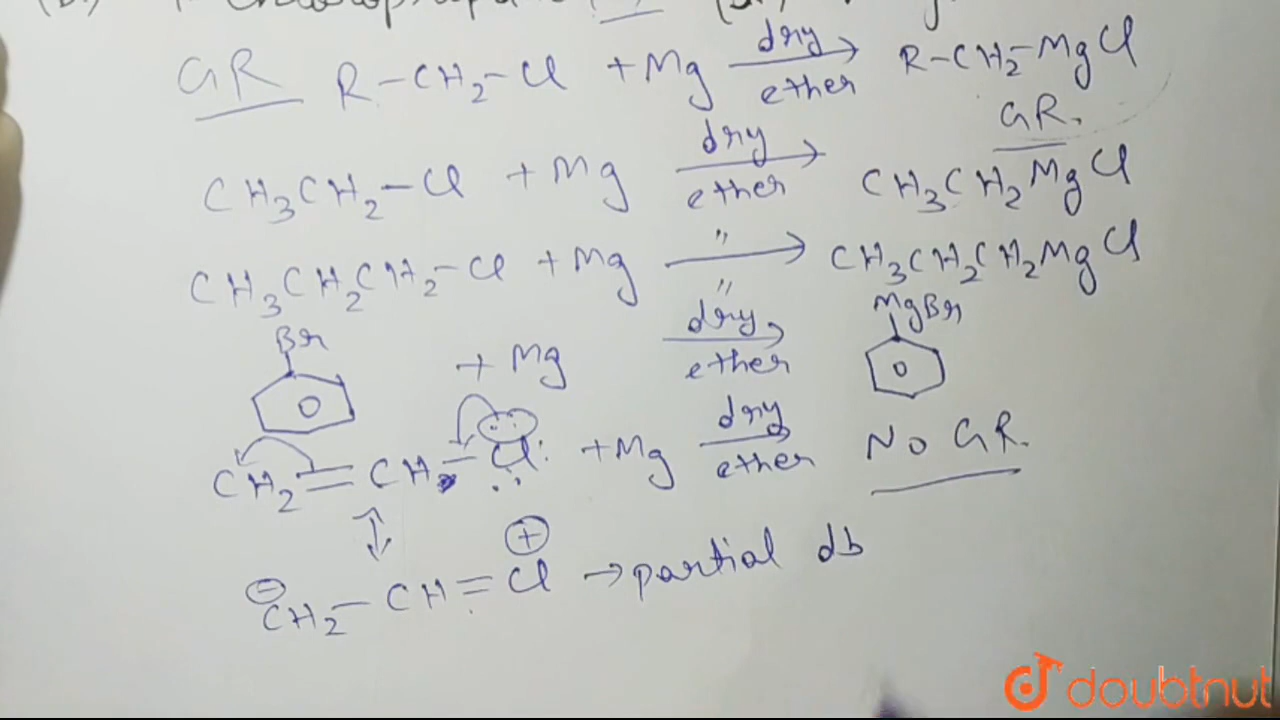 GR R-CH₂-Cl + Mg dry ether → R-CH₂-MgCl
GR.
CH₃CH₂-Cl + Mg dry ether → CH₃CH₂MgCl
CH₃CH₂CH₂-Cl + Mg " " → CH₃CH₂CH₂MgCl
Br + Mg dry ether → MgBr
CH₂=CH-Cl + Mg dry ether → No GR.
⊖ ⊕
CH₂-CH=Cl → partial db
doubtnut